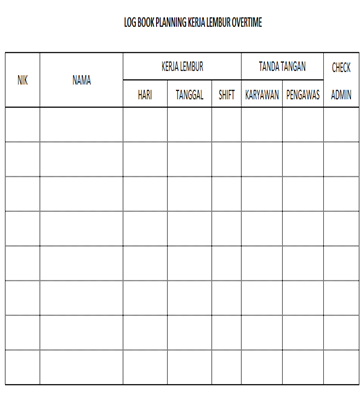 LOG BOOK PLANNING KERJA LEMBUR OVERTIME
NIK NAMA KERJA LEMBUR TANDA TANGAN CHECK ADMIN
HARI TANGGAL SHIFT KARYAWAN PENGAWAS